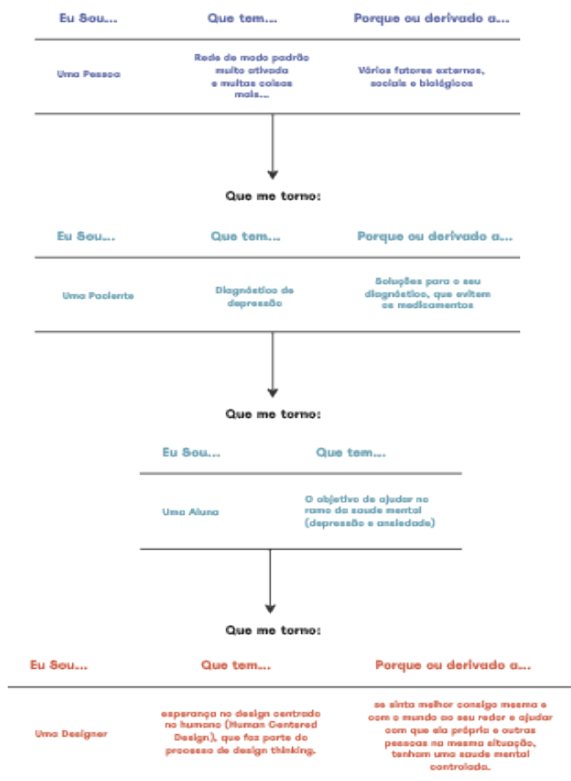 Eu Sou... Que tem... Porque ou derivado a...
Uma Pessoa
Rede de modo padrão
muito ativada
e muitas coisas
mais...
Vários fatores externos,
sociais e biológicos
Que me torno:
Eu Sou... Que tem... Porque ou derivado a...
Uma Paciente
Diagnóstico de
depressão
Soluções para o seu
diagnóstico, que evitem
os medicamentos
Que me torno:
Eu Sou... Que tem...
Uma Aluna
O objetivo de ajudar no
ramo da saude mental
(depressão e ansiedade)
Que me torno:
Eu Sou... Que tem... Porque ou derivado a...
Uma Designer
esperança no design centrado
no humano (Human Centered
Design), que faz parte do
processo de design thinking.
se sinta melhor consigo mesma e
com o mundo ao seu redor e ajudar
com que ela própria e outras
pessoas na mesma situação,
tenham uma saude mental
controlada.